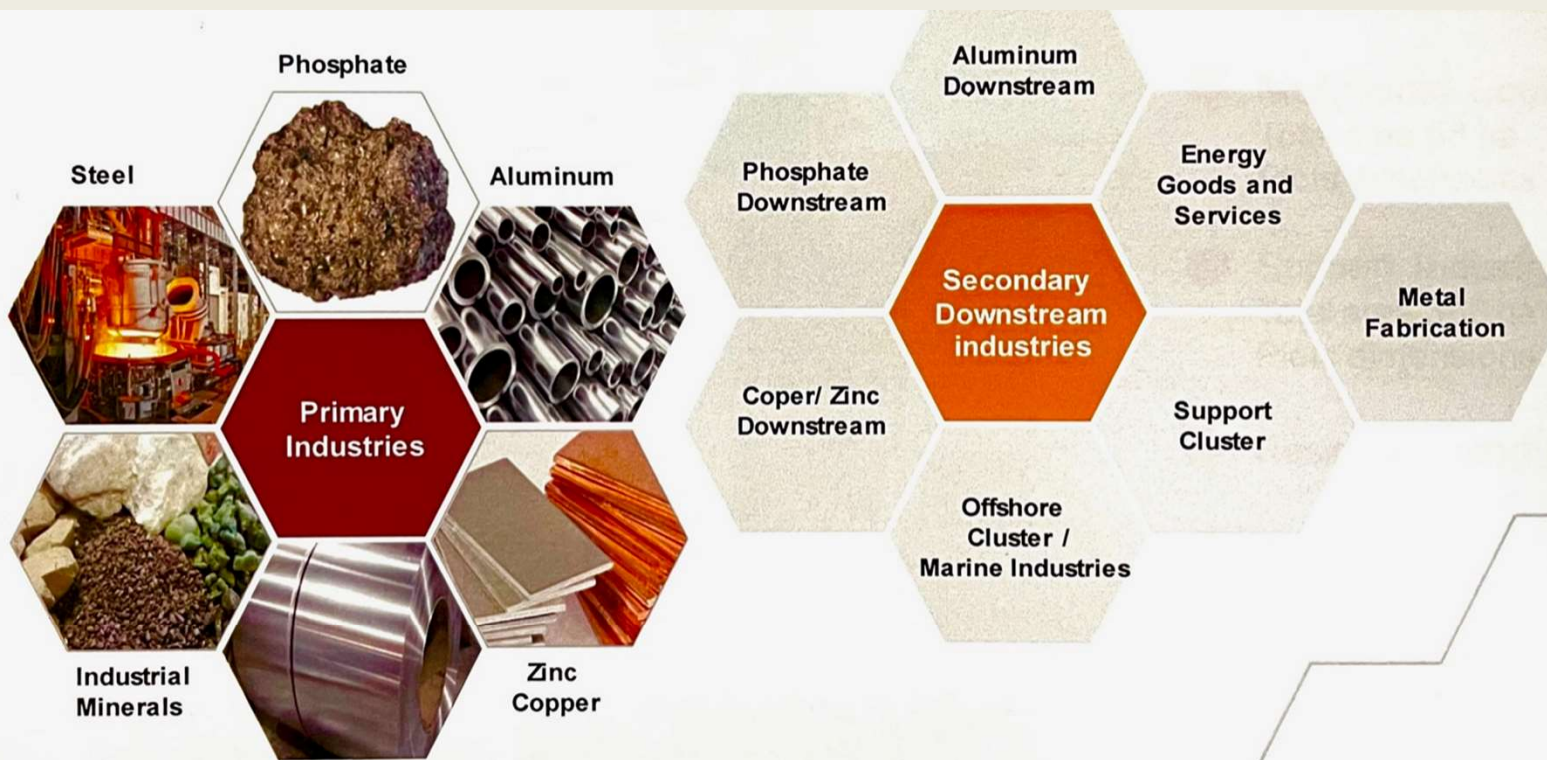 Phosphate
Steel
Aluminum
Primary
Industries
Industrial
Minerals
Zinc
Copper
Aluminum
Downstream
Phosphate
Downstream
Energy
Goods and
Services
Secondary
Downstream
industries
Metal
Fabrication
Coper/ Zinc
Downstream
Support
Cluster
Offshore
Cluster /
Marine Industries